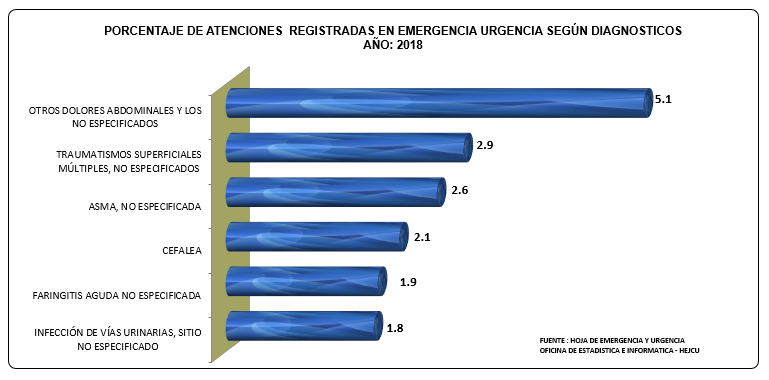 PORCENTAJE DE ATENCIONES REGISTRADAS EN EMERGENCIA URGENCIA SEGÚN DIAGNOSTICOS
AÑO: 2018
OTROS DOLORES ABDOMINALES Y LOS
NO ESPECIFICADOS
5.1
TRAUMATISMOS SUPERFICIALES
MÚLTIPLES, NO ESPECIFICADOS
2.9
ASMA, NO ESPECIFICADA
2.6
CEFALEA
2.1
FARINGITIS AGUDA NO ESPECIFICADA
1.9
INFECCIÓN DE VÍAS URINARIAS, SITIO
NO ESPECIFICADO
1.8
FUENTE : HOJA DE EMERGENCIA Y URGENCIA
OFICINA DE ESTADISTICA E INFORMATICA - HEJCU